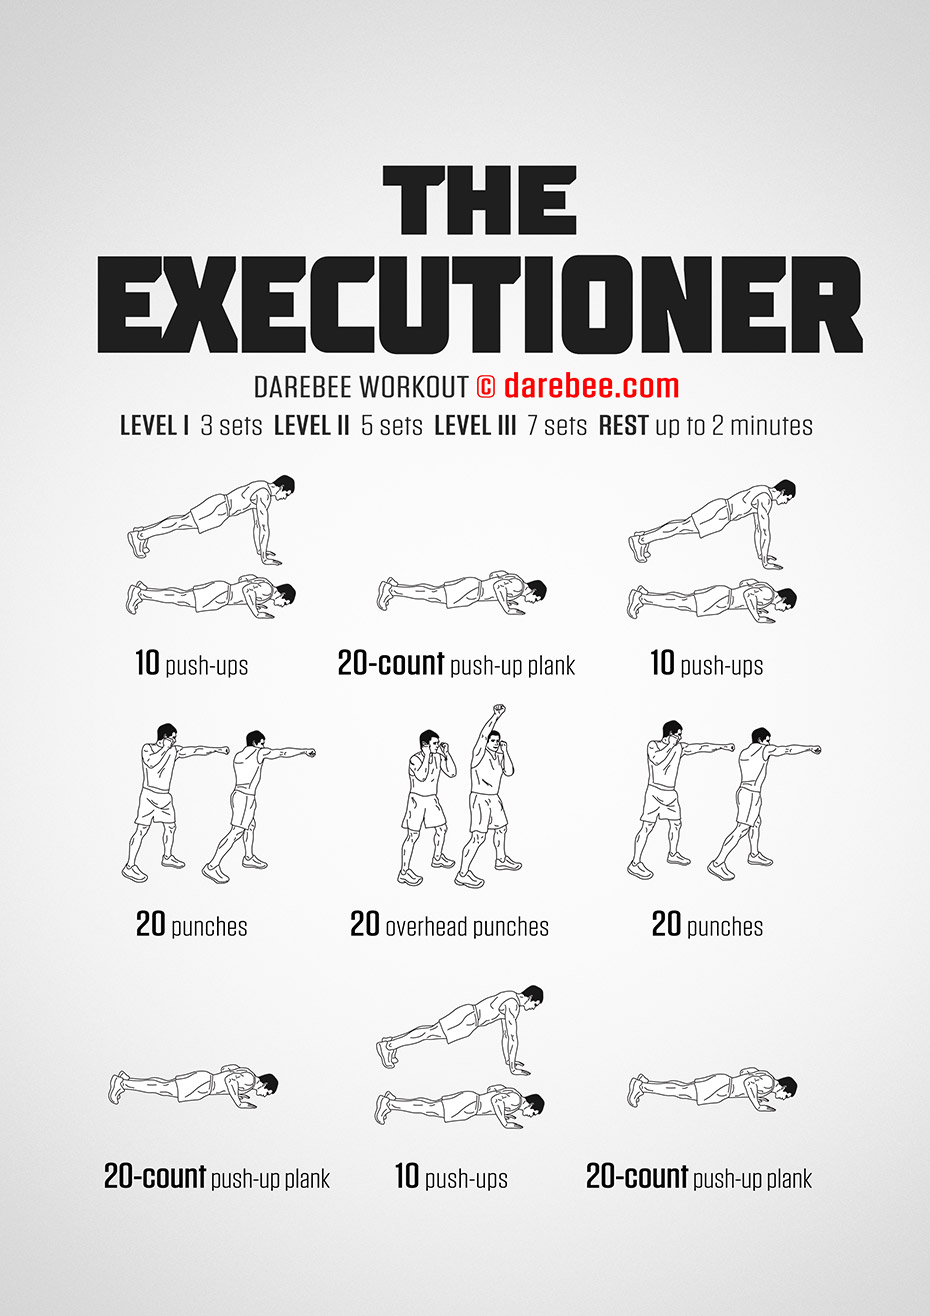 THE
EXECUTIONER
DAREBEE WORKOUT © darebee.com
LEVEL I 3 sets LEVEL II 5 sets LEVEL III 7 sets REST up to 2 minutes
10 push-ups
20-count push-up plank
10 push-ups
20 punches
20 overhead punches
20 punches
20-count push-up plank
10 push-ups
20-count push-up plank